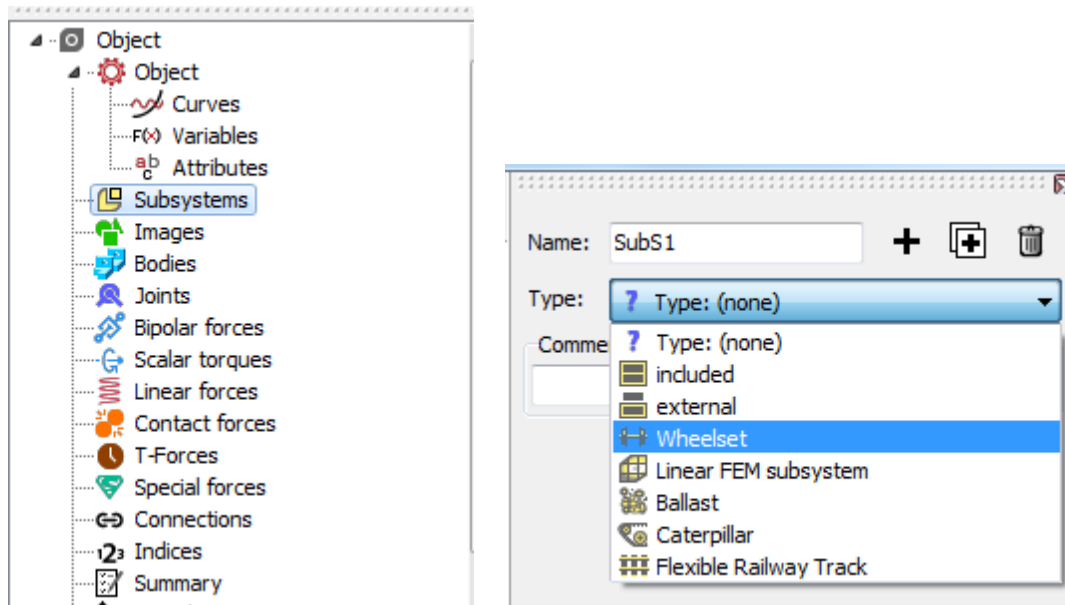 Object
Object
Curves
F(x) Variables
abc Attributes
Subsystems
Images
Bodies
Joints
Bipolar forces
Scalar torques
Linear forces
Contact forces
T-Forces
Special forces
Connections
123 Indices
Summary
Name: SubS1
Type: ? Type: (none)
? Type: (none)
Comme
included
external
Wheelset
Linear FEM subsystem
Ballast
Caterpillar
Flexible Railway Track